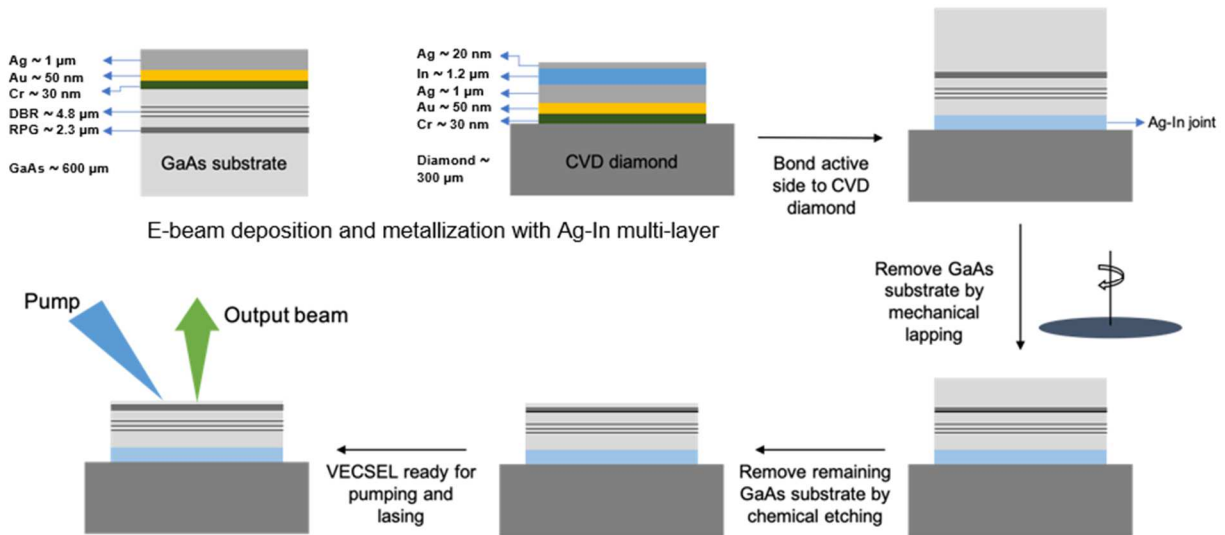 Ag ~ 1 µm
Au ~ 50 nm
Cr ~ 30 nm
DBR ~ 4.8 µm
RPG ~ 2.3 µm
GaAs ~ 600 µm
GaAs substrate
Ag ~ 20 nm
In ~ 1.2 µm
Ag ~ 1 µm
Au ~ 50 nm
Cr ~ 30 nm
Diamond ~
300 µm
CVD diamond
E-beam deposition and metallization with Ag-In multi-layer
Bond active
side to CVD
diamond
Ag-In joint
Remove GaAs
substrate by
mechanical
lapping
Remove remaining
GaAs substrate by
chemical etching
VECSEL ready for
pumping and
lasing
Pump
Output beam